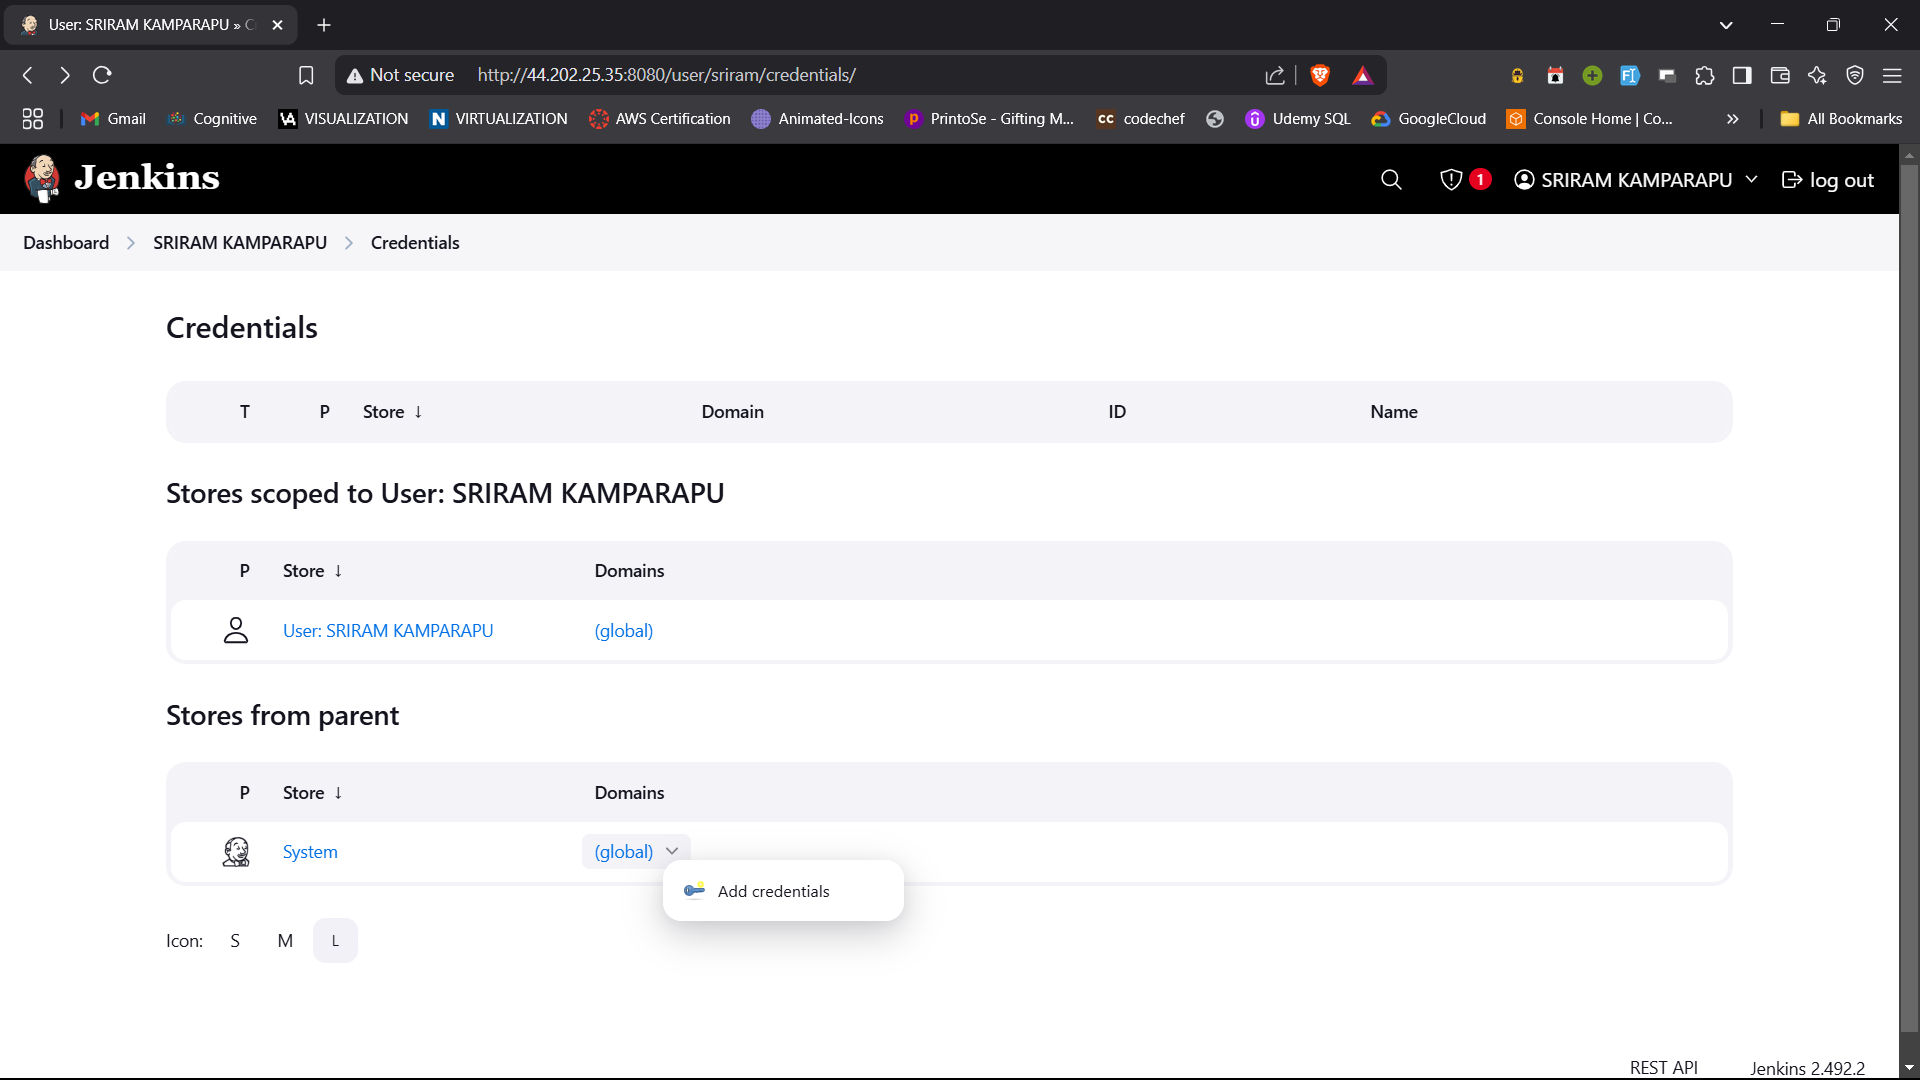 User: SRIRAM KAMPARAPU » C
Not secure http://44.202.25.35:8080/user/sriram/credentials/
Gmail Cognitive VISUALIZATION VIRTUALIZATION AWS Certification Animated-Icons PrintoSe - Gifting M... codechef Udemy SQL GoogleCloud Console Home | Co... » All Bookmarks
Jenkins 1 SRIRAM KAMPARAPU log out
Dashboard SRIRAM KAMPARAPU Credentials
Credentials
T P Store ↓ Domain ID Name
Stores scoped to User: SRIRAM KAMPARAPU
P Store ↓ Domains
User: SRIRAM KAMPARAPU (global)
Stores from parent
P Store ↓ Domains
System (global)
Add credentials
Icon: S M L
REST API Jenkins 2.492.2